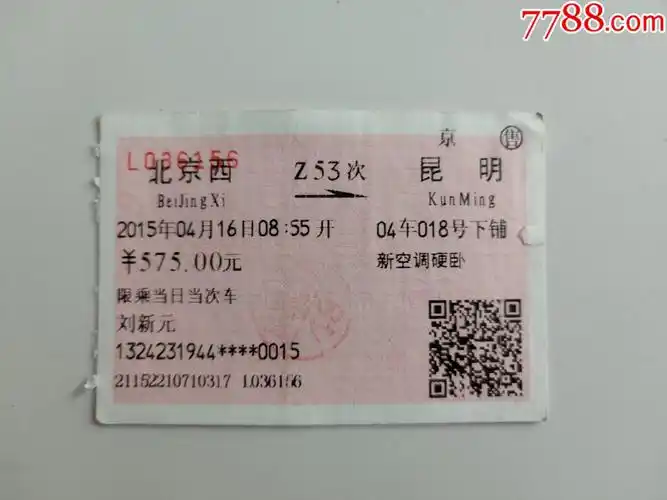 7788.com
京 售
L036156
北京西 Z53次 昆明
BeiJingXi KunMing
2015年04月16日08:55开 04车018号下铺
￥575.00元 新空调硬卧
限乘当日当次车
刘新元
1324231944****0015
21152210710317 L036156